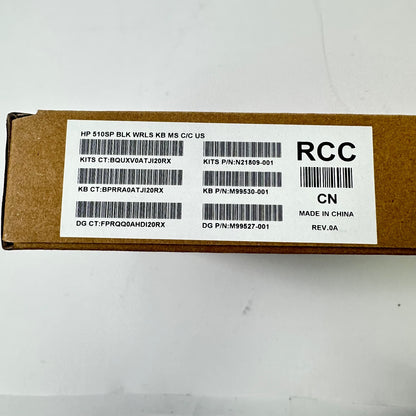 HP 510SP BLK WRLS KB MS C/C US
KITS CT:BQUXV0ATJI20RX
KITS P/N:N21809-001
KB CT:BPRRA0ATJI20RX
KB P/N:M99530-001
DG CT:FPRQQ0AHDI20RX
DG P/N:M99527-001
RCC
CN
MADE IN CHINA
REV.0A